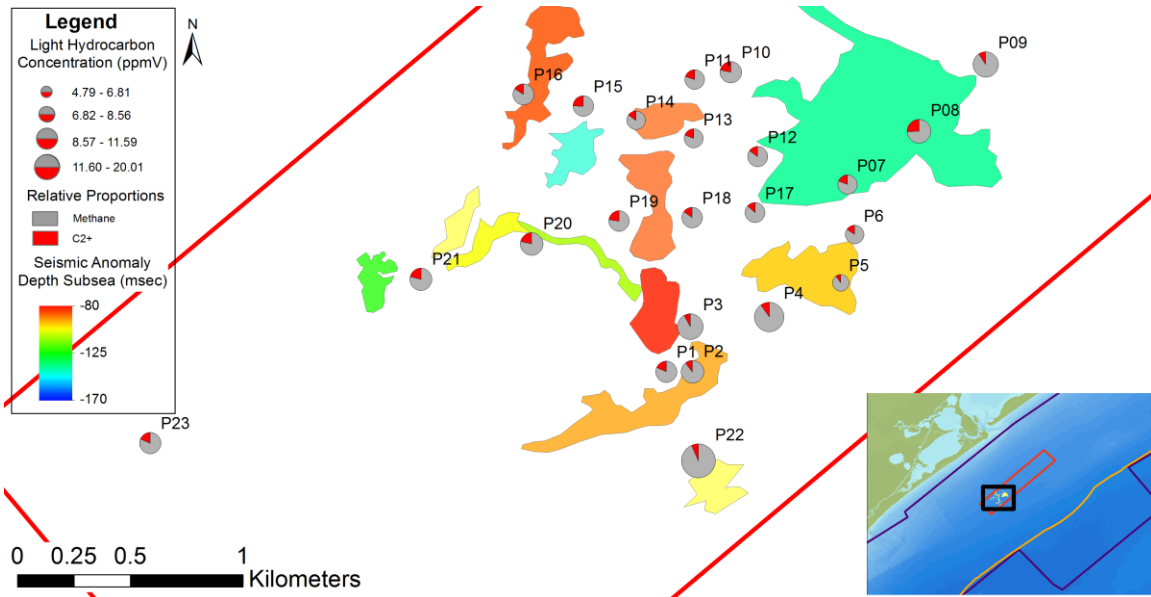 Legend
Light Hydrocarbon
Concentration (ppmV)
4.79 - 6.81
6.82 - 8.56
8.57 - 11.59
11.60 - 20.01
Relative Proportions
Methane
C2+
Seismic Anomaly
Depth Subsea (msec)
-80
-125
-170
N
P16
P15
P14
P11
P10
P09
P13
P12
P08
P07
P19
P18
P17
P6
P20
P21
P5
P3
P4
P1
P2
P22
P23
0 0.25 0.5 1
Kilometers